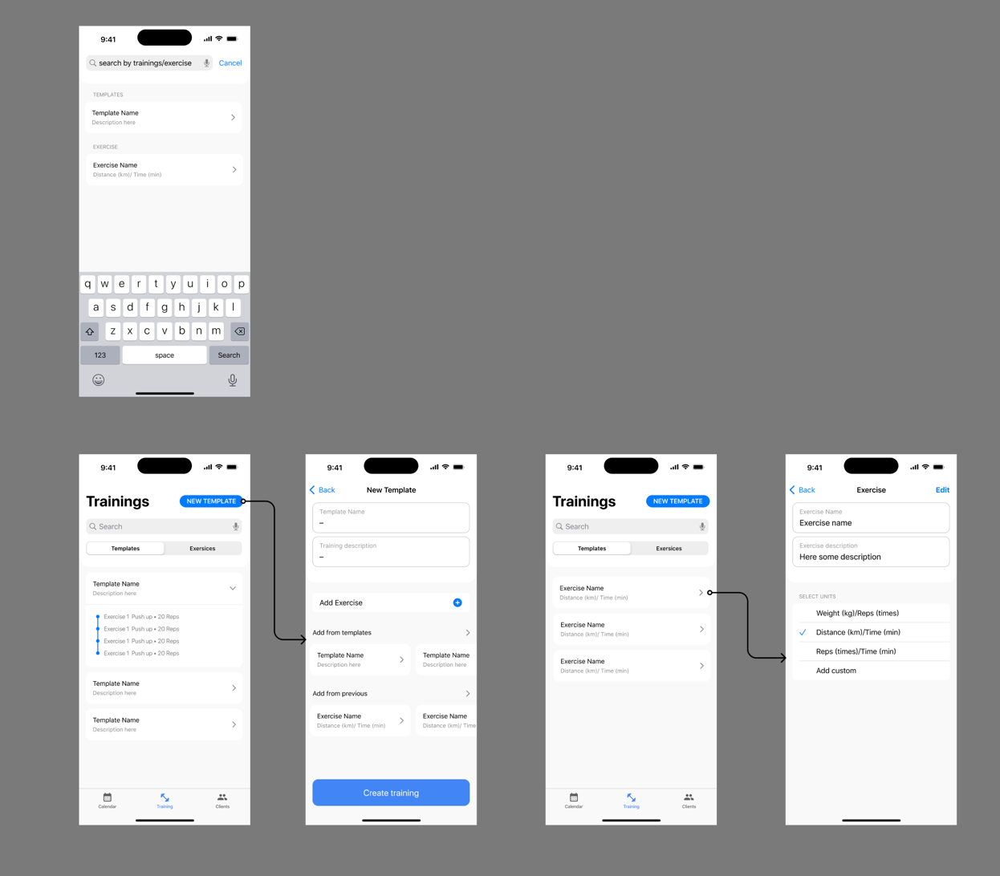 9:41
search by trainings/exercise
Cancel
TEMPLATES
Template Name
Description here
EXERCISE
Exercise Name
Distance (km)/ Time (min)
q w e r t y u i o p
a s d f g h j k l
z x c v b n m
123 space Search
9:41
Trainings
NEW TEMPLATE
Search
Templates Exersices
Template Name
Description here
Exercise 1 Push up • 20 Reps
Exercise 1 Push up • 20 Reps
Exercise 1 Push up • 20 Reps
Exercise 1 Push up • 20 Reps
Template Name
Description here
Template Name
Description here
Calendar Training Clients
9:41
Back New Template
Template Name
–
Training description
–
Add Exercise
Add from templates
Template Name Template Name
Description here Description here
Add from previous
Exercise Name Exercise Name
Distance (km)/ Time (min) Distance (km)/ Time
Create training
9:41
Trainings
NEW TEMPLATE
Search
Templates Exersices
Exercise Name
Distance (km)/ Time (min)
Exercise Name
Distance (km)/ Time (min)
Exercise Name
Distance (km)/ Time (min)
Calendar Training Clients
9:41
Back Exercise Edit
Exercise Name
Exercise name
Exercise description
Here some description
SELECT UNITS
Weight (kg)/Reps (times)
Distance (km)/Time (min)
Reps (times)/Time (min)
Add custom